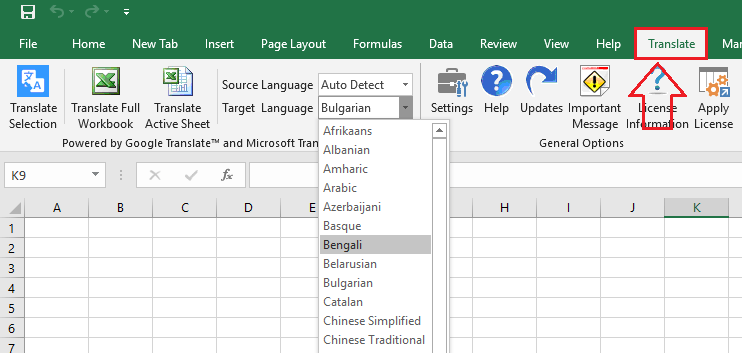 File Home New Tab Insert Page Layout Formulas Data Review View Help Translate
Source Language Auto Detect
Target Language Bulgarian
Translate Selection
Translate Full Workbook
Translate Active Sheet
Powered by Google Translate™ and Microsoft
Settings
Help
Updates
Important Message
License Information
Apply License
General Options
Afrikaans
Albanian
Amharic
Arabic
Azerbaijani
Basque
Bengali
Belarusian
Bulgarian
Catalan
Chinese Simplified
Chinese Traditional
K9
fx
A B C D E H I J K
1
2
3
4
5
6
7